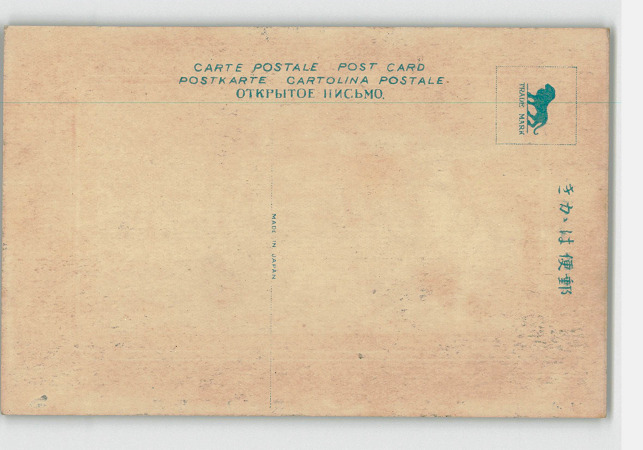 CARTE POSTALE POST CARD
POSTKARTE CARTOLINA POSTALE.
ОТКРЫТОЕ ПИСЬМО.
TRADE MARK
MADE IN JAPAN
きかﾞは便郵